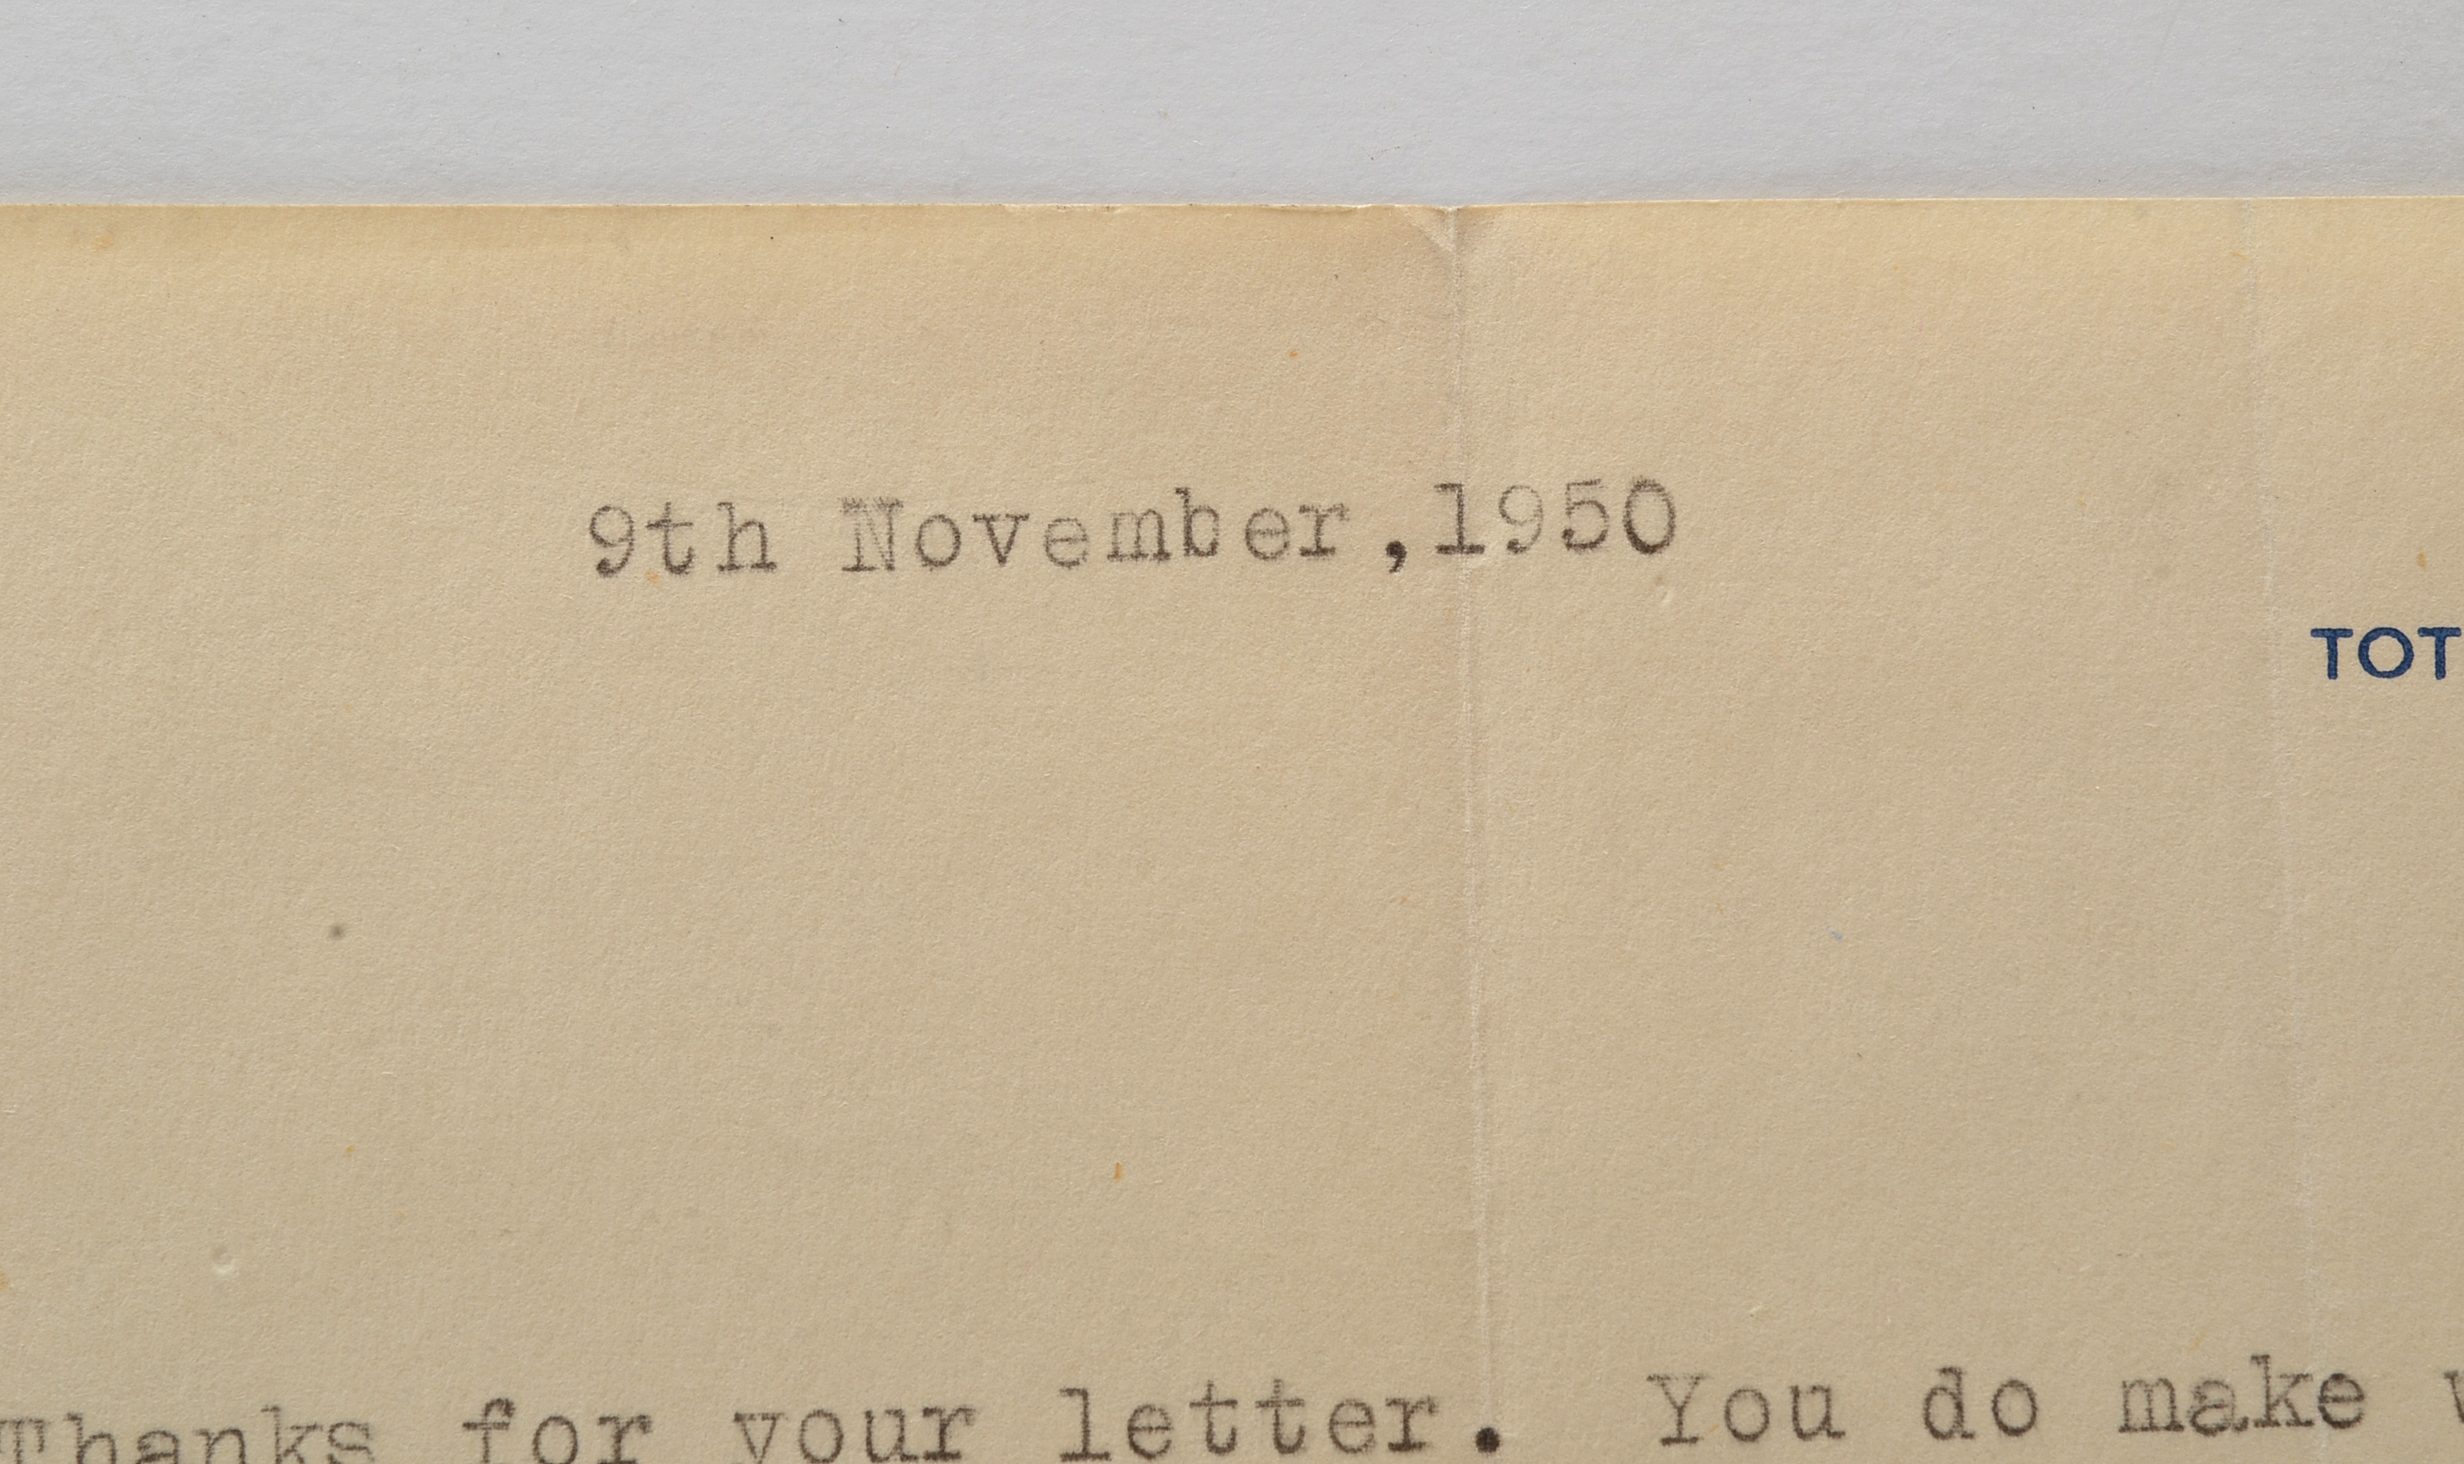 9th November,1950
TOT
Thanks for your letter.  You do make